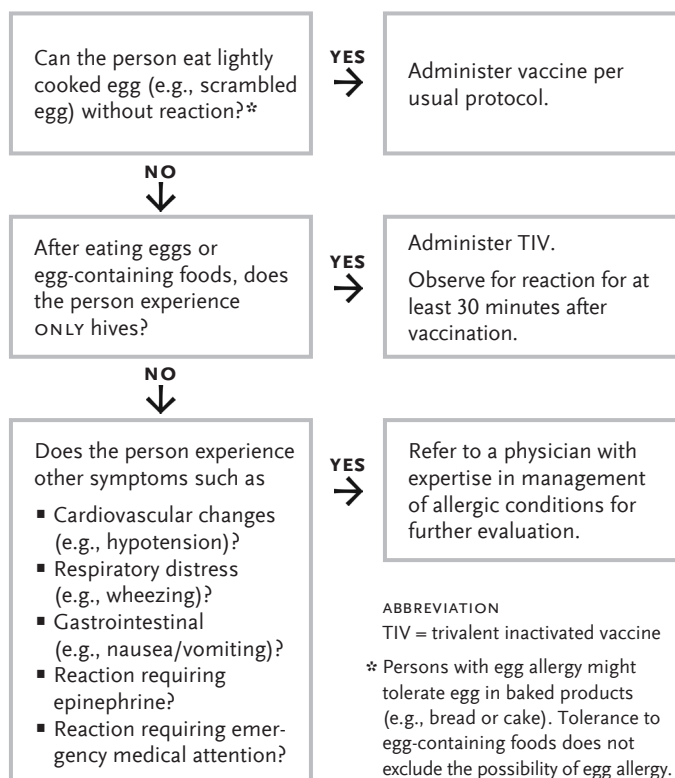 Can the person eat lightly
cooked egg (e.g., scrambled
egg) without reaction?*
YES
Administer vaccine per
usual protocol.
NO
After eating eggs or
egg-containing foods, does
the person experience
ONLY hives?
YES
Administer TIV.
Observe for reaction for at
least 30 minutes after
vaccination.
NO
Does the person experience
other symptoms such as
▪ Cardiovascular changes
(e.g., hypotension)?
▪ Respiratory distress
(e.g., wheezing)?
▪ Gastrointestinal
(e.g., nausea/vomiting)?
▪ Reaction requiring
epinephrine?
▪ Reaction requiring emer-
gency medical attention?
YES
Refer to a physician with
expertise in management
of allergic conditions for
further evaluation.
ABBREVIATION
TIV = trivalent inactivated vaccine
* Persons with egg allergy might
tolerate egg in baked products
(e.g., bread or cake). Tolerance to
egg-containing foods does not
exclude the possibility of egg allergy.